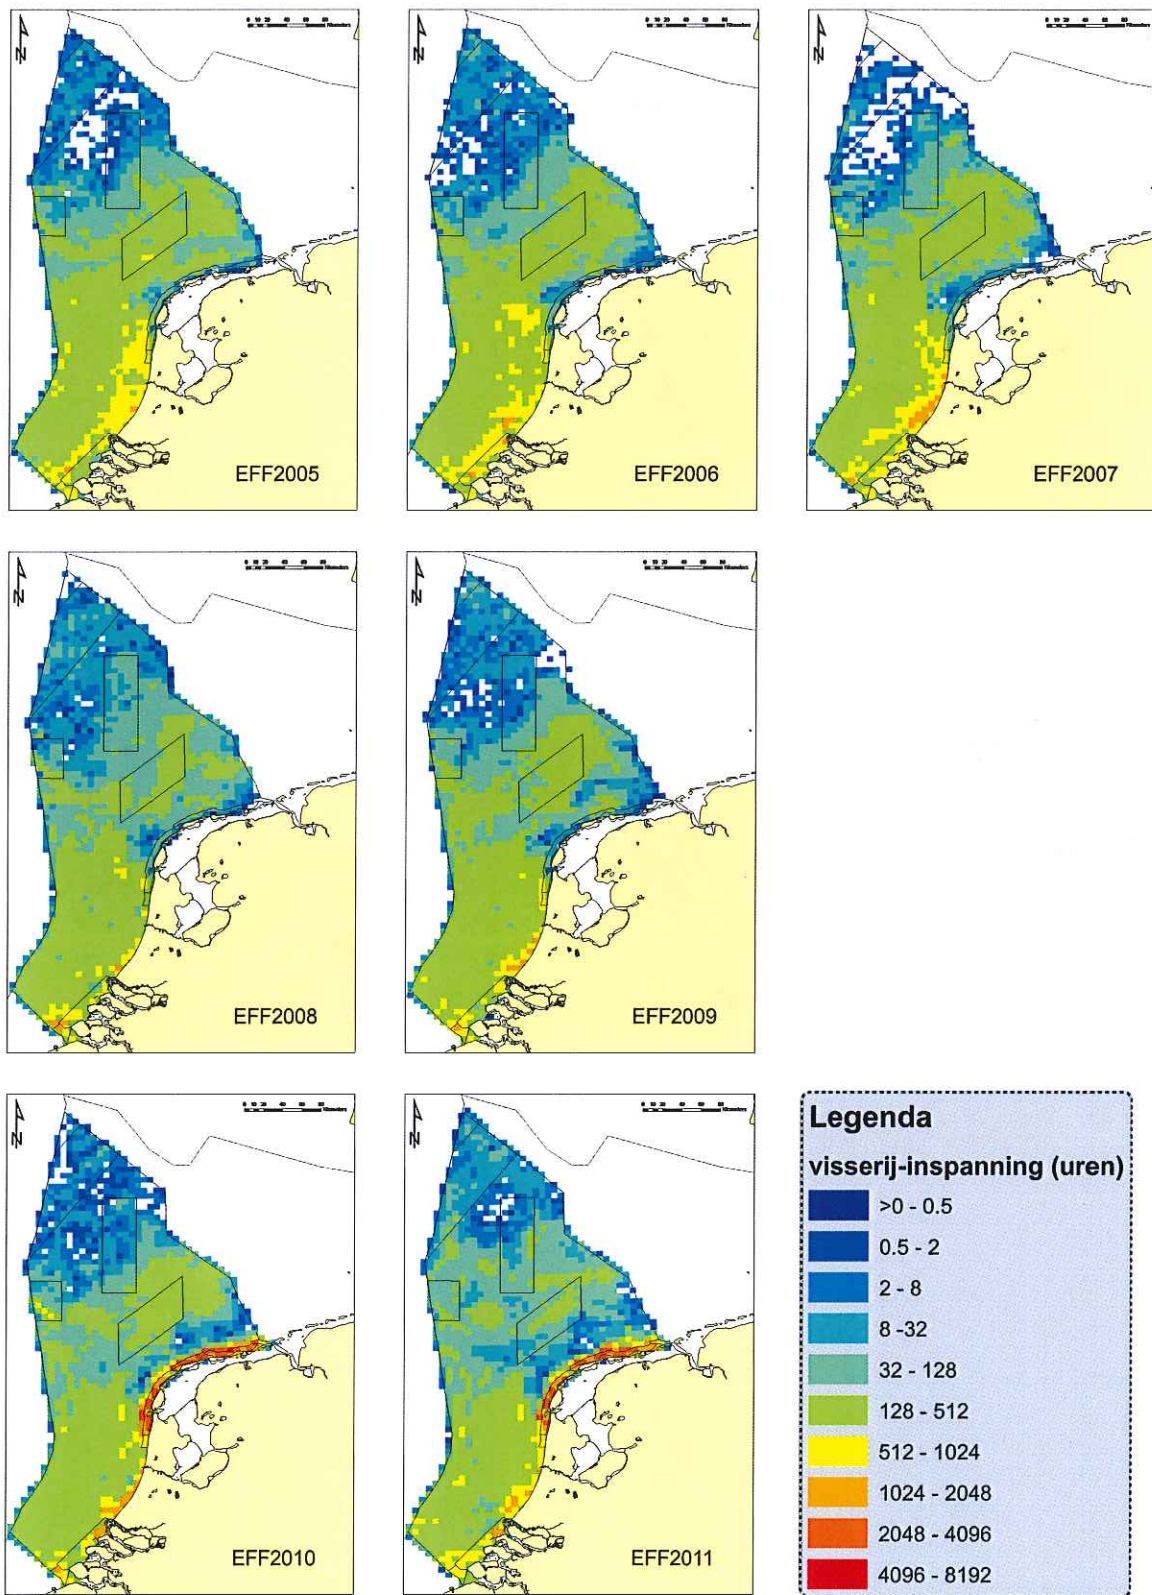 EFF2005
EFF2006
EFF2007
EFF2008
EFF2009
EFF2010
EFF2011
Legenda
visserij-inspanning (uren)
>0 - 0.5
0.5 - 2
2 - 8
8 -32
32 - 128
128 - 512
512 - 1024
1024 - 2048
2048 - 4096
4096 - 8192